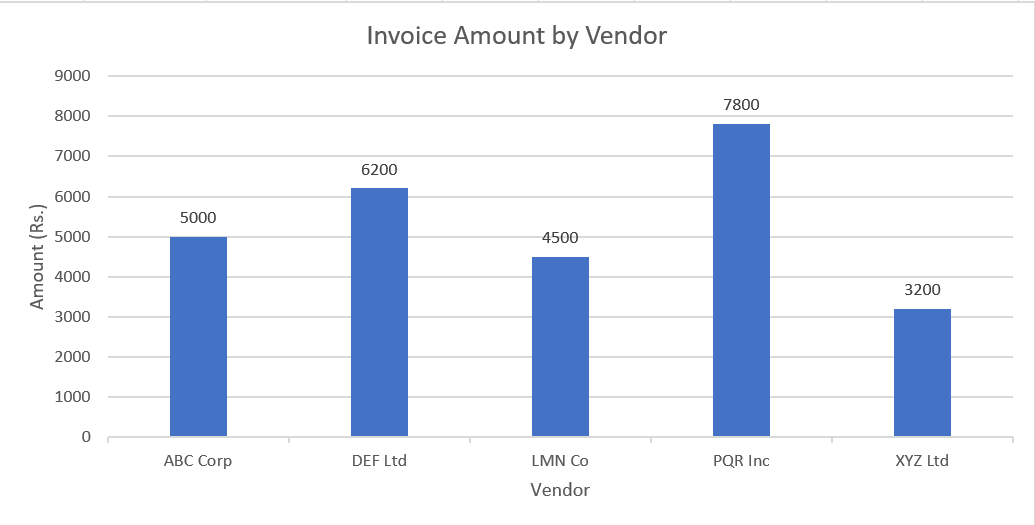 Invoice Amount by Vendor
Amount (Rs.)
9000
8000
7000
6000
5000
4000
3000
2000
1000
0
5000
6200
4500
7800
3200
ABC Corp
DEF Ltd
LMN Co
PQR Inc
XYZ Ltd
Vendor